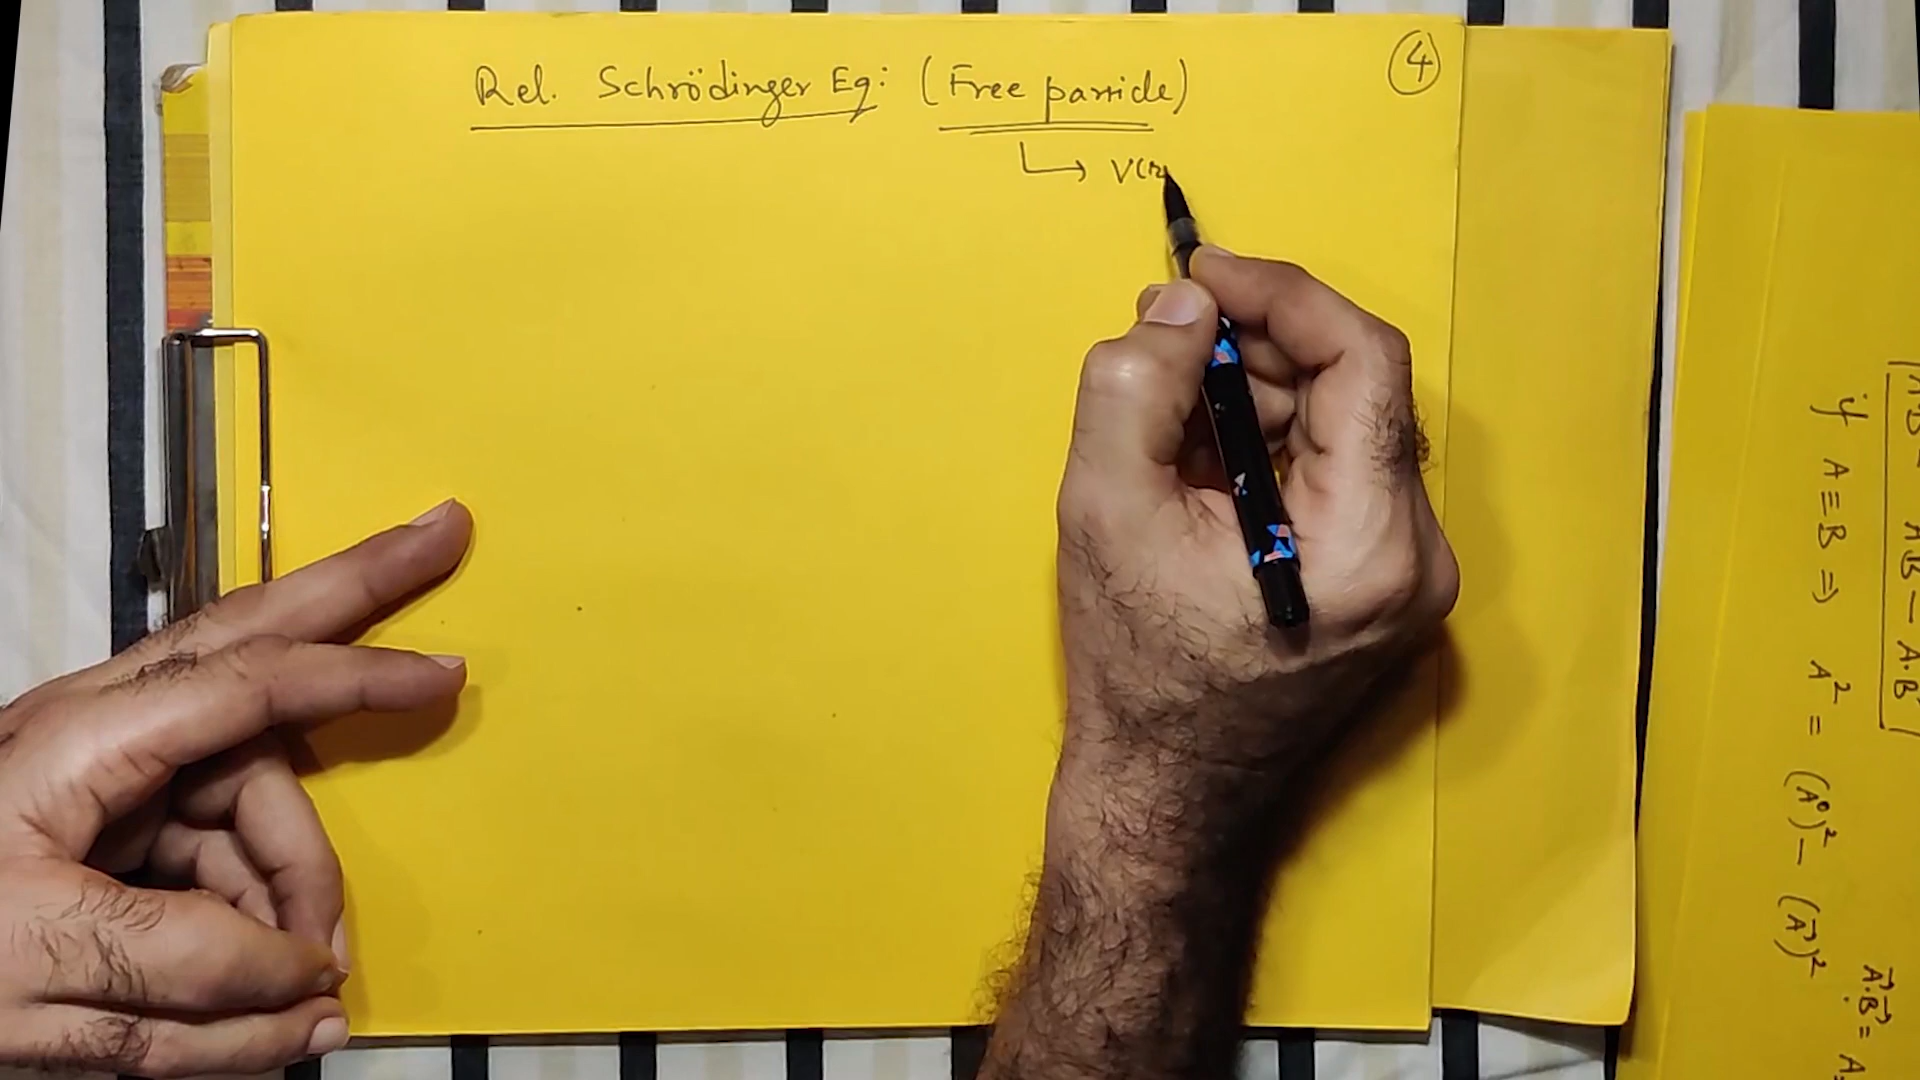 Rel. Schrödinger Eq: (Free particle)
④
↳ V(r
if A≡B ⇒ A² = (A⁰)² – (A⃗)²
A⃗.B⃗ =